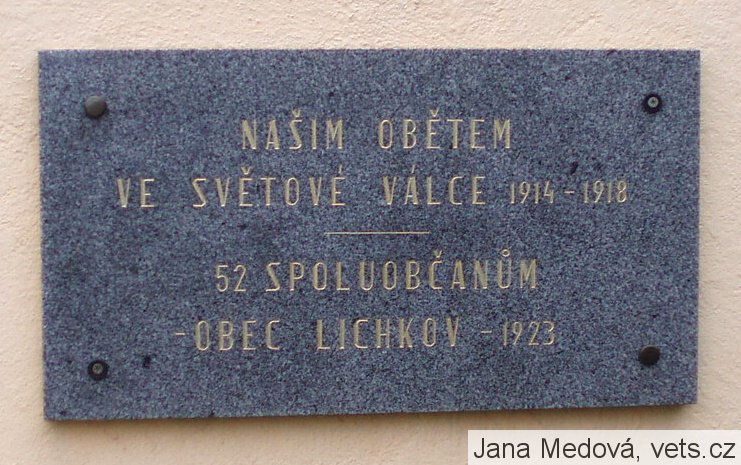 NAŠIM OBĚTEM
VE SVĚTOVÉ VÁLCE 1914 – 1918
52 SPOLUOBČANŮM
– OBEC LICHKOV – 1923
Jana Medová, vets.cz